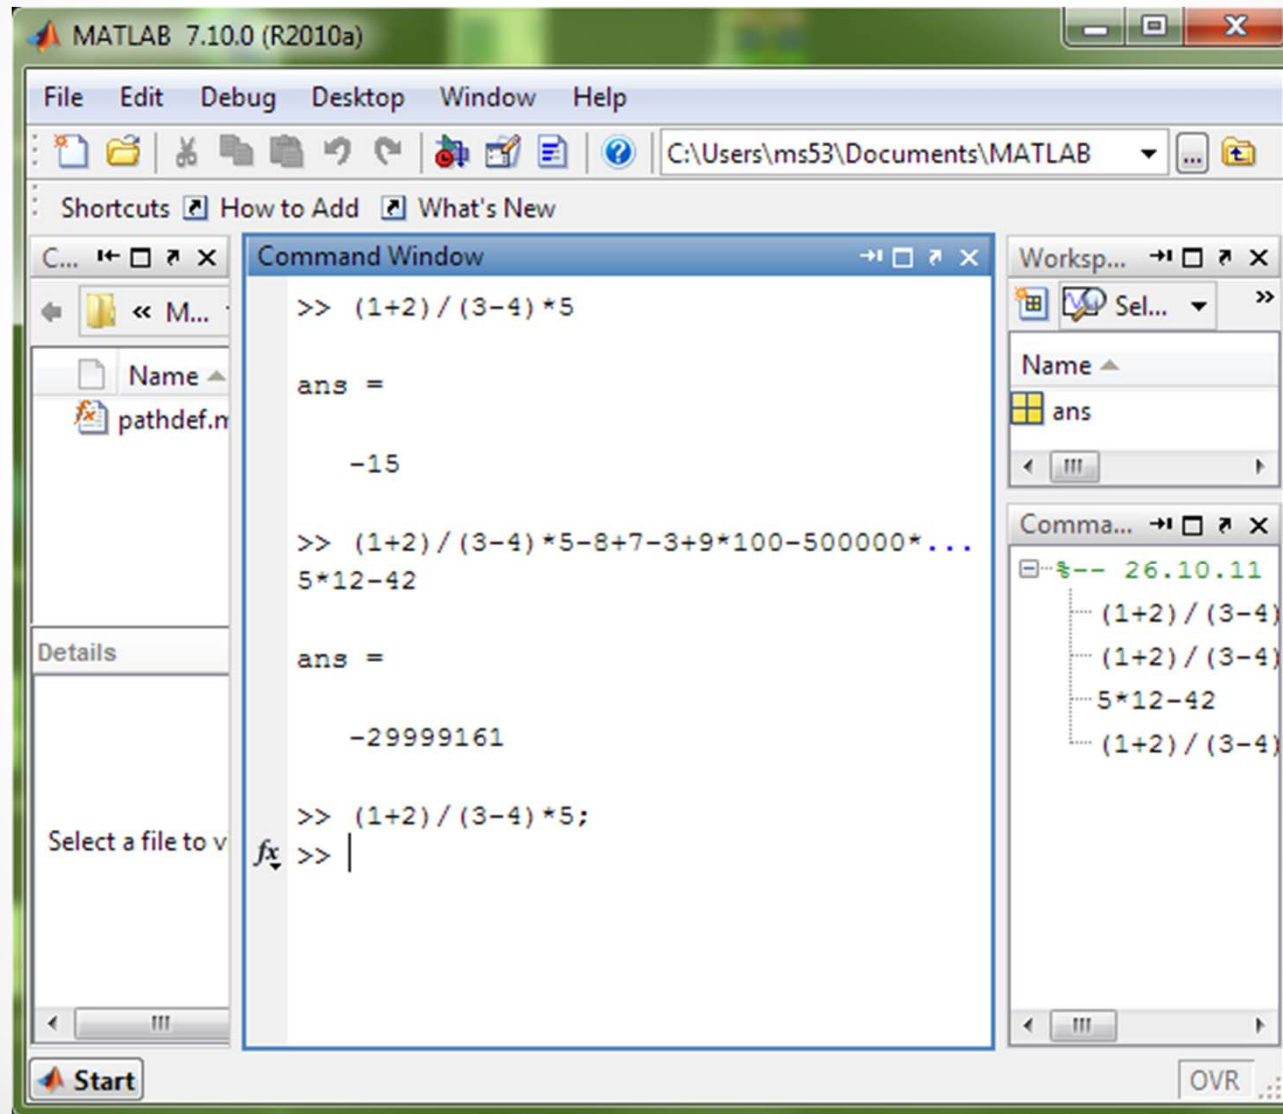 MATLAB 7.10.0 (R2010a)
File Edit Debug Desktop Window Help
C:\Users\ms53\Documents\MATLAB
Shortcuts How to Add What's New
C...
« M...
Name
pathdef.m
Details
Select a file to v
Command Window
>> (1+2)/(3-4)*5
ans =
-15
>> (1+2)/(3-4)*5-8+7-3+9*100-500000*...
5*12-42
ans =
-29999161
>> (1+2)/(3-4)*5;
fx >>
Worksp...
Sel... »
Name
ans
Comma...
%-- 26.10.11
(1+2)/(3-4)
(1+2)/(3-4)
5*12-42
(1+2)/(3-4)
Start
OVR